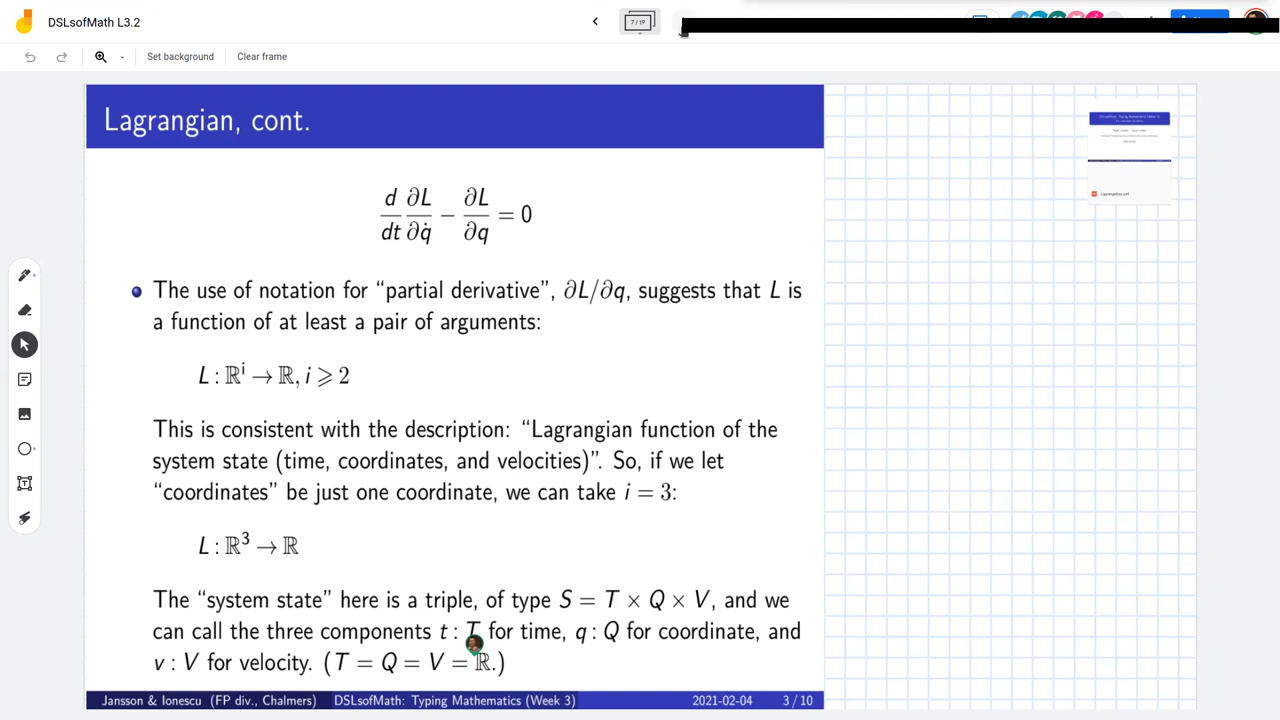 DSLsofMath L3.2
7 / 19
Set background
Clear frame
Lagrangian, cont.
d/dt ∂L/∂q̇ − ∂L/∂q = 0
The use of notation for “partial derivative”, ∂L/∂q, suggests that L is
a function of at least a pair of arguments:
L : ℝⁱ → ℝ, i ⩾ 2
This is consistent with the description: “Lagrangian function of the
system state (time, coordinates, and velocities)”. So, if we let
“coordinates” be just one coordinate, we can take i = 3:
L : ℝ³ → ℝ
The “system state” here is a triple, of type S = T × Q × V, and we
can call the three components t : T for time, q : Q for coordinate, and
v : V for velocity. (T = Q = V = ℝ.)
Jansson & Ionescu (FP div., Chalmers)
DSLsofMath: Typing Mathematics (Week 3)
2021-02-04
3 / 10